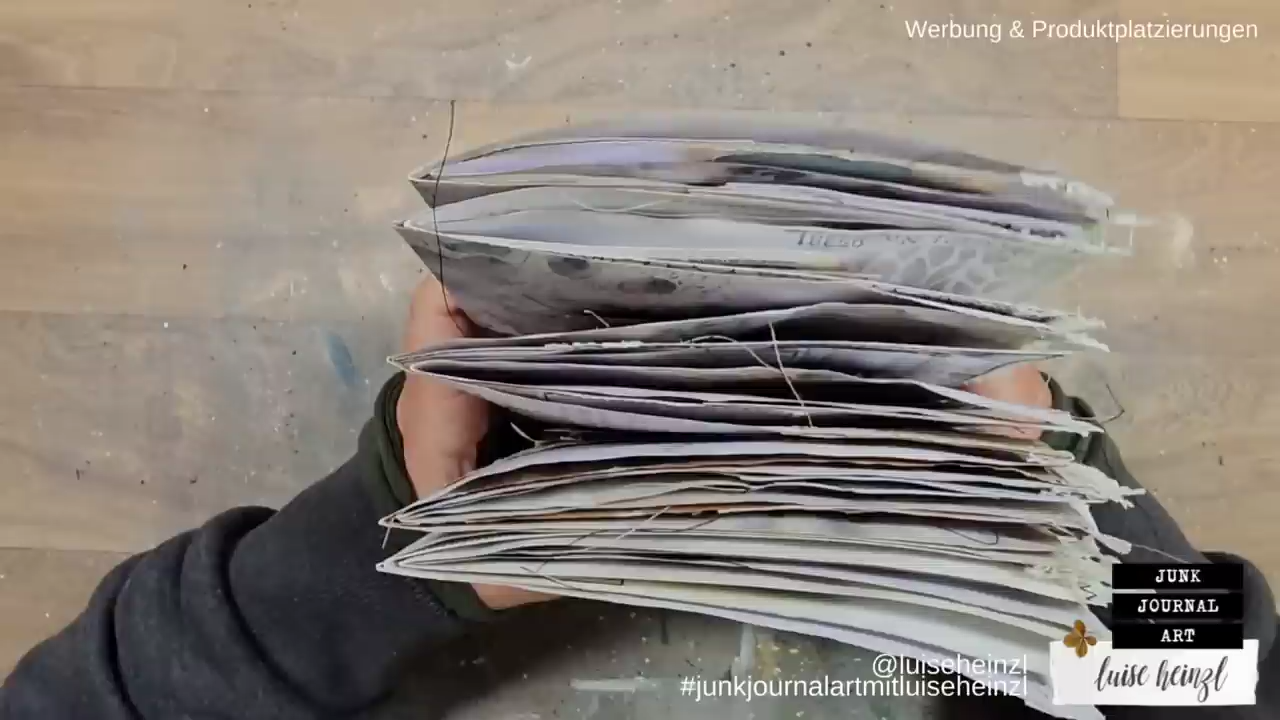 Werbung & Produktplatzierungen
JUNK
JOURNAL
ART
@luiseheinzl
#junkjournalartmitluiseheinzl
luise heinzl